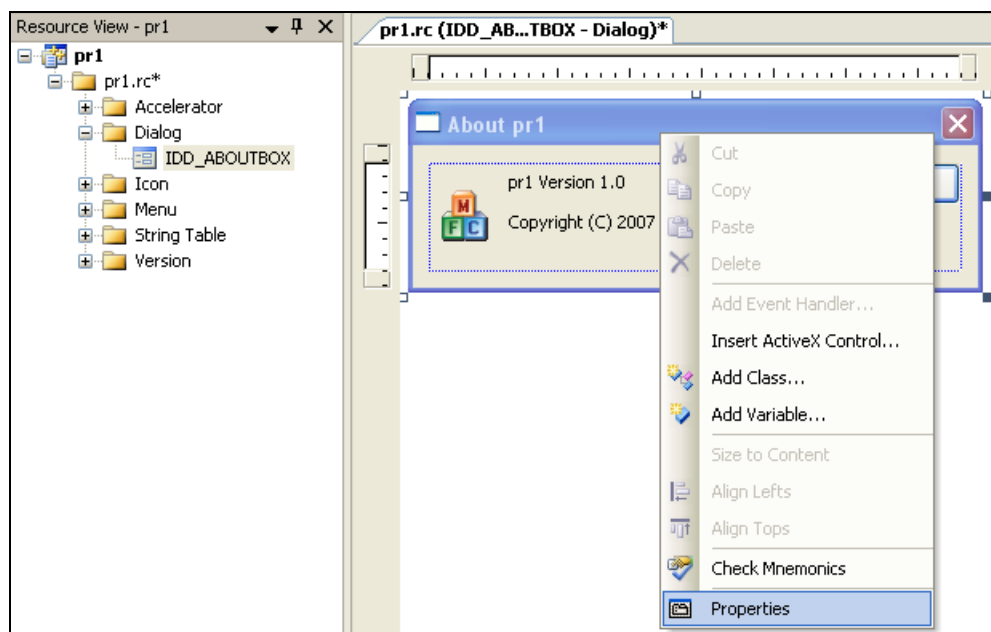 Resource View - pr1
pr1
pr1.rc*
Accelerator
Dialog
IDD_ABOUTBOX
Icon
Menu
String Table
Version
pr1.rc (IDD_AB...TBOX - Dialog)*
About pr1
M
F C
pr1 Version 1.0
Copyright (C) 2007
Cut
Copy
Paste
Delete
Add Event Handler...
Insert ActiveX Control...
Add Class...
Add Variable...
Size to Content
Align Lefts
Align Tops
Check Mnemonics
Properties